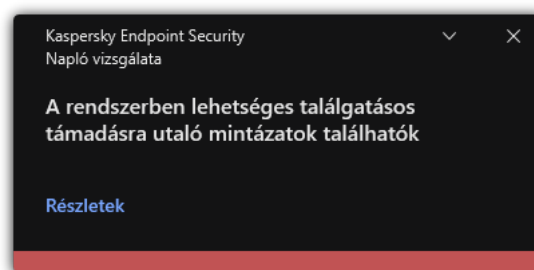 Kaspersky Endpoint Security
Napló vizsgálata
A rendszerben lehetséges találgatásos
támadásra utaló mintázatok találhatók
Részletek